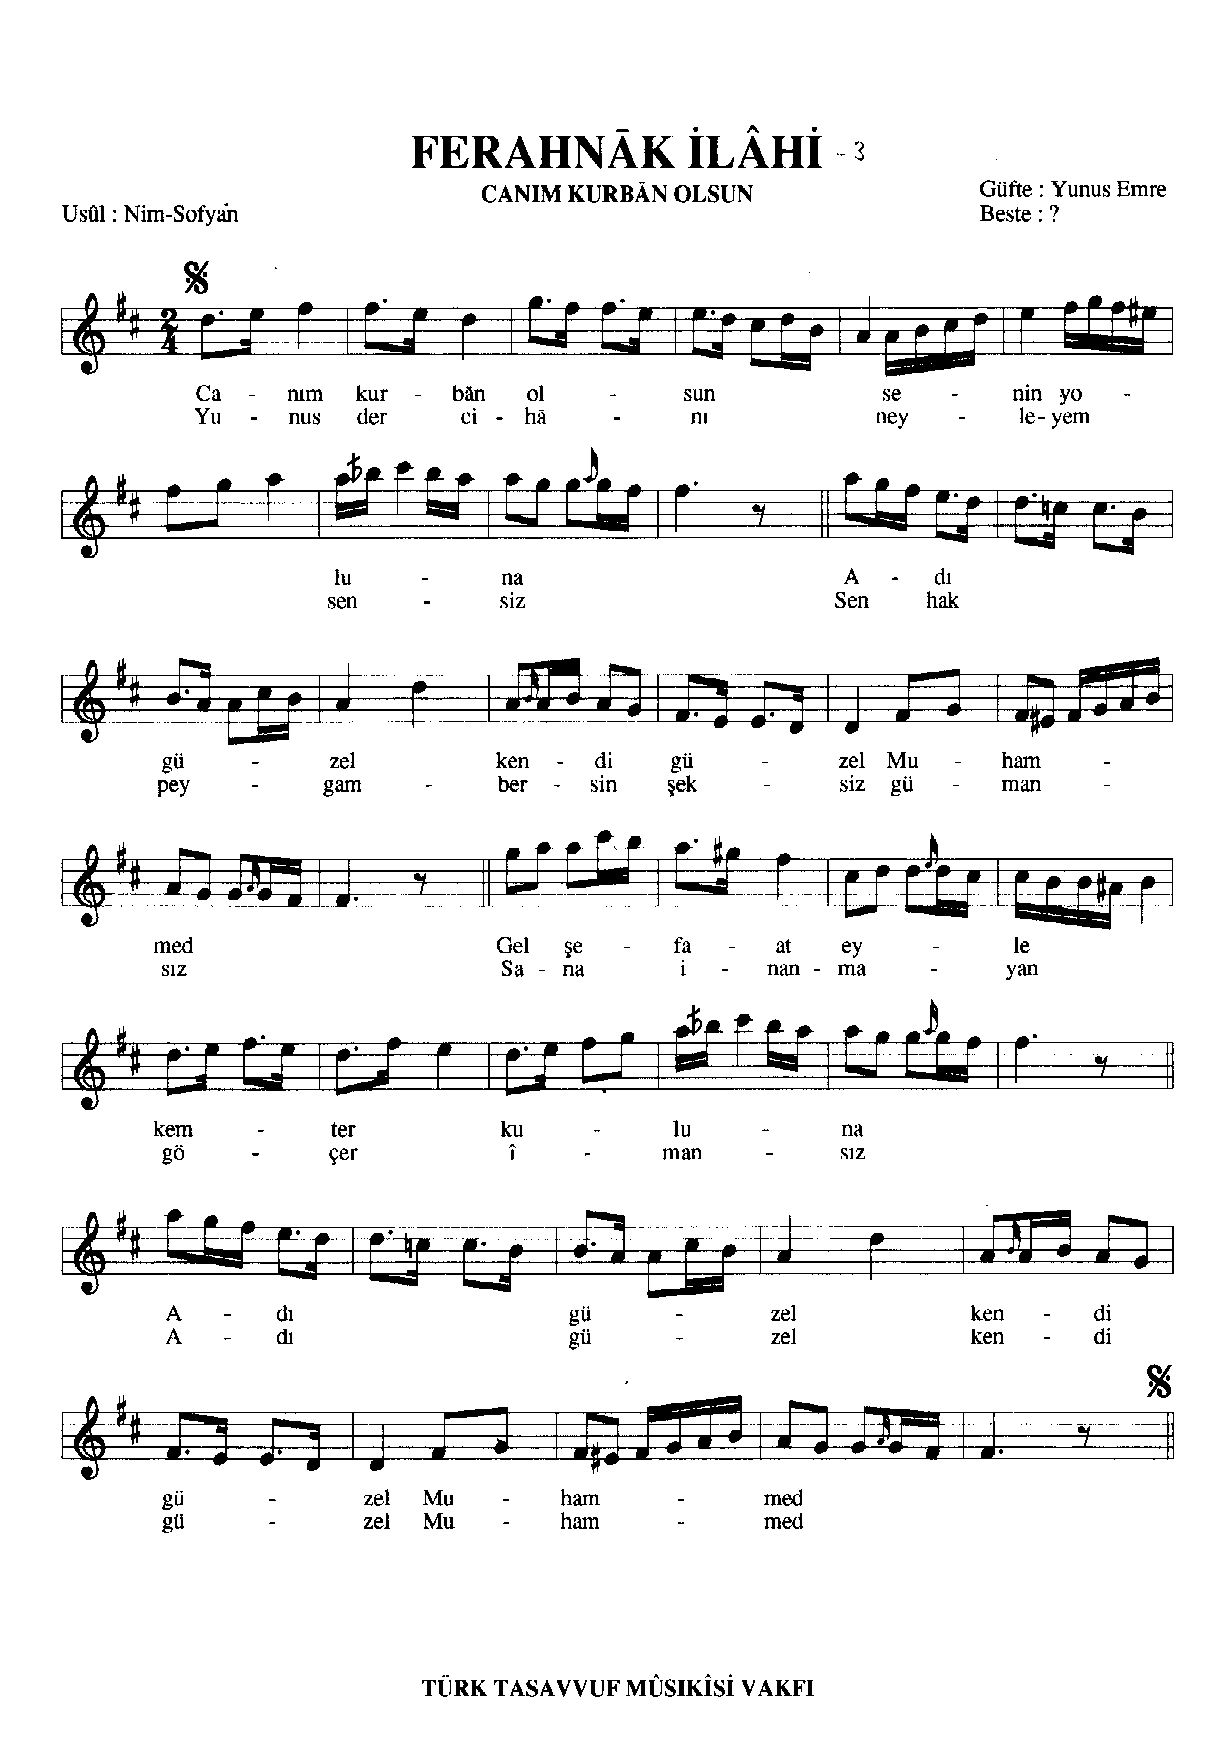 FERAHNĀK İLÂHİ - 3
CANIM KURBĀN OLSUN
Güfte : Yunus Emre
Usûl : Nim-Sofyan
Beste : ?
2
4
Ca - nım kur - bān ol - sun se - nin yo -
Yu - nus der ci - hā - nı ney - le- yem
lu - na A - dı
sen - siz Sen hak
gü - zel ken - di gü - zel Mu - ham -
pey - gam - ber - sin şek - siz gü - man -
med Gel şe - fa - at ey - le
sız Sa - na i - nan - ma - yan
kem - ter ku - lu - na
gö - çer î - man - sız
A - dı gü - zel ken - di
A - dı gü - zel ken - di
gü - zel Mu - ham - med
gü - zel Mu - ham - med
TÜRK TASAVVUF MÛSIKÎSİ VAKFI